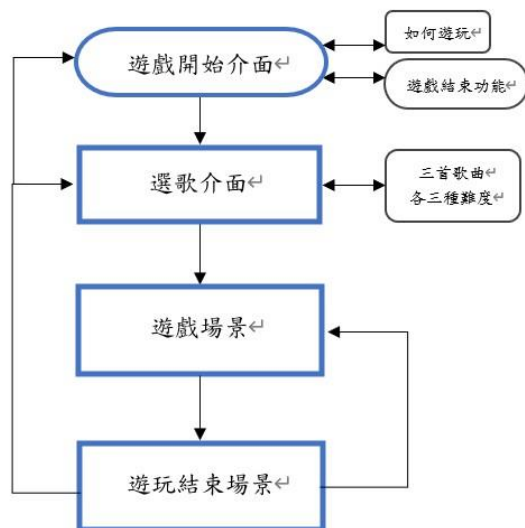 如何遊玩
遊戲開始介面
遊戲結束功能
選歌介面
三首歌曲
各三種難度
遊戲場景
遊玩結束場景